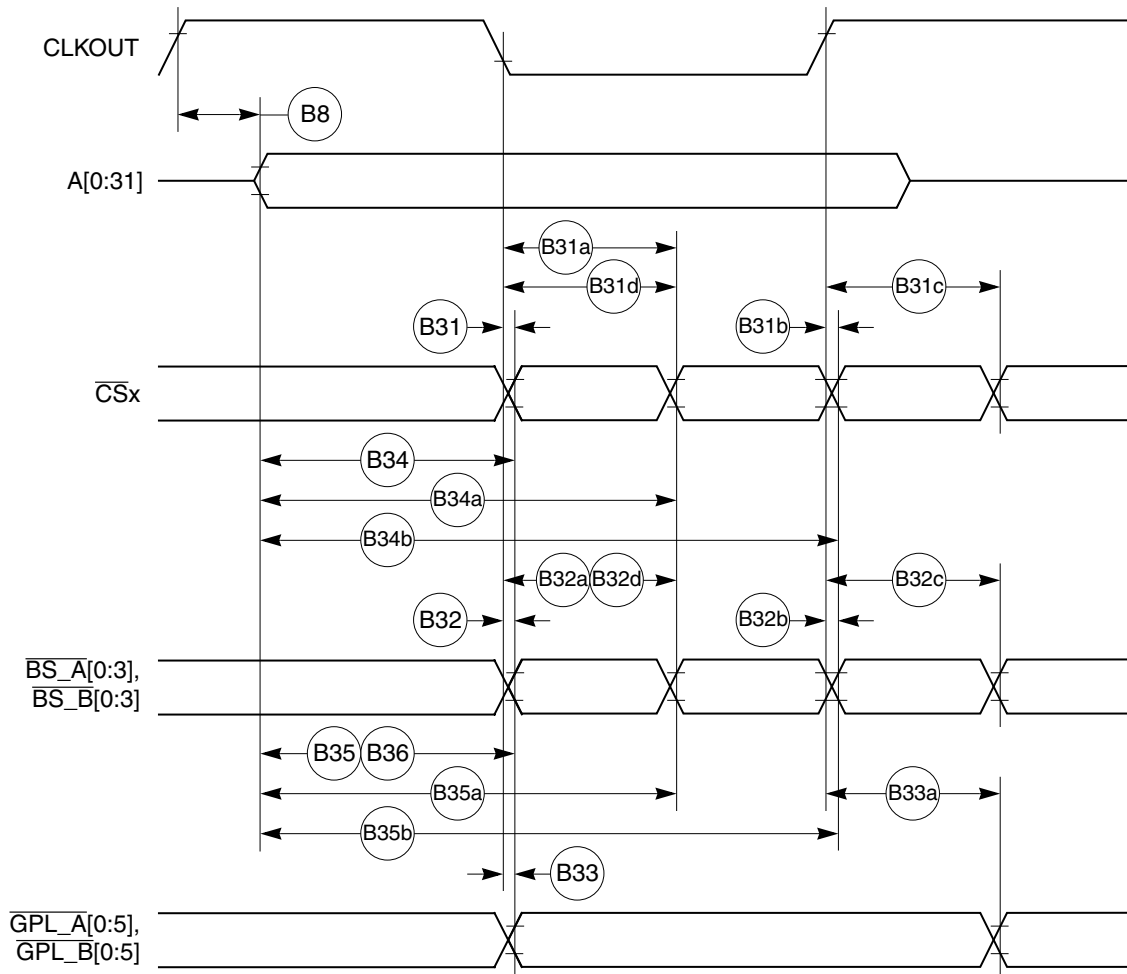 CLKOUT
B8
A[0:31]
B31a
B31d
B31c
B31
B31b
CSx
B34
B34a
B34b
B32a B32d
B32c
B32
B32b
BS_A[0:3],
BS_B[0:3]
B35 B36
B35a
B33a
B35b
B33
GPL_A[0:5],
GPL_B[0:5]